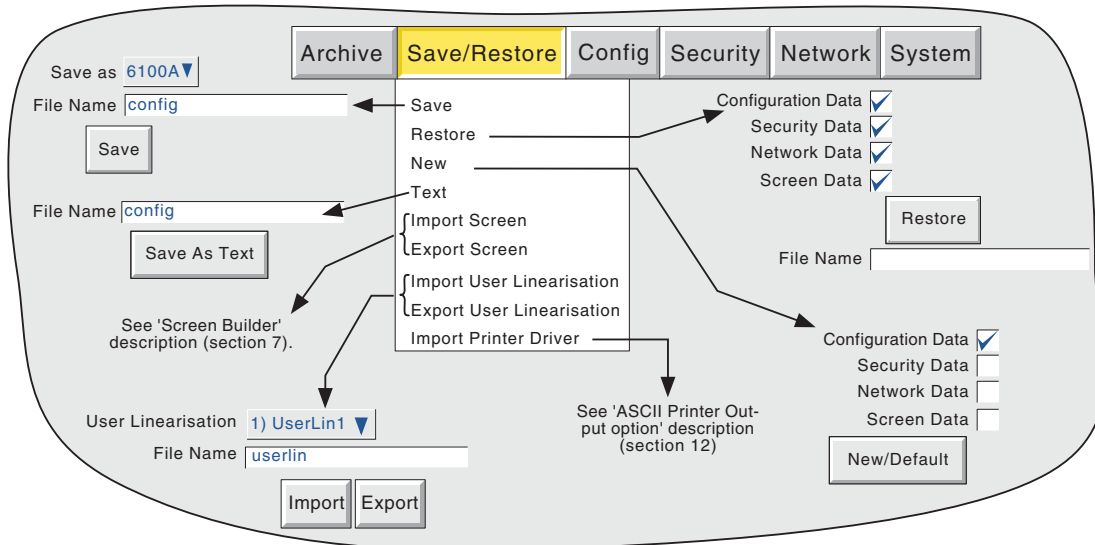 Archive Save/Restore Config Security Network System
Save as 6100A
File Name config
Save
File Name config
Save As Text
See 'Screen Builder'
description (section 7).
User Linearisation 1) UserLin1
File Name userlin
Import Export
Save
Restore
New
Text
Import Screen
Export Screen
Import User Linearisation
Export User Linearisation
Import Printer Driver
See 'ASCII Printer Out-
put option' description
(section 12)
Configuration Data
Security Data
Network Data
Screen Data
Restore
File Name
Configuration Data
Security Data
Network Data
Screen Data
New/Default